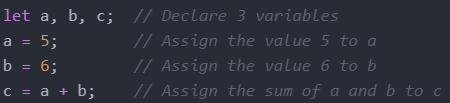 let a, b, c;  // Declare 3 variables
a = 5;        // Assign the value 5 to a
b = 6;        // Assign the value 6 to b
c = a + b;    // Assign the sum of a and b to c